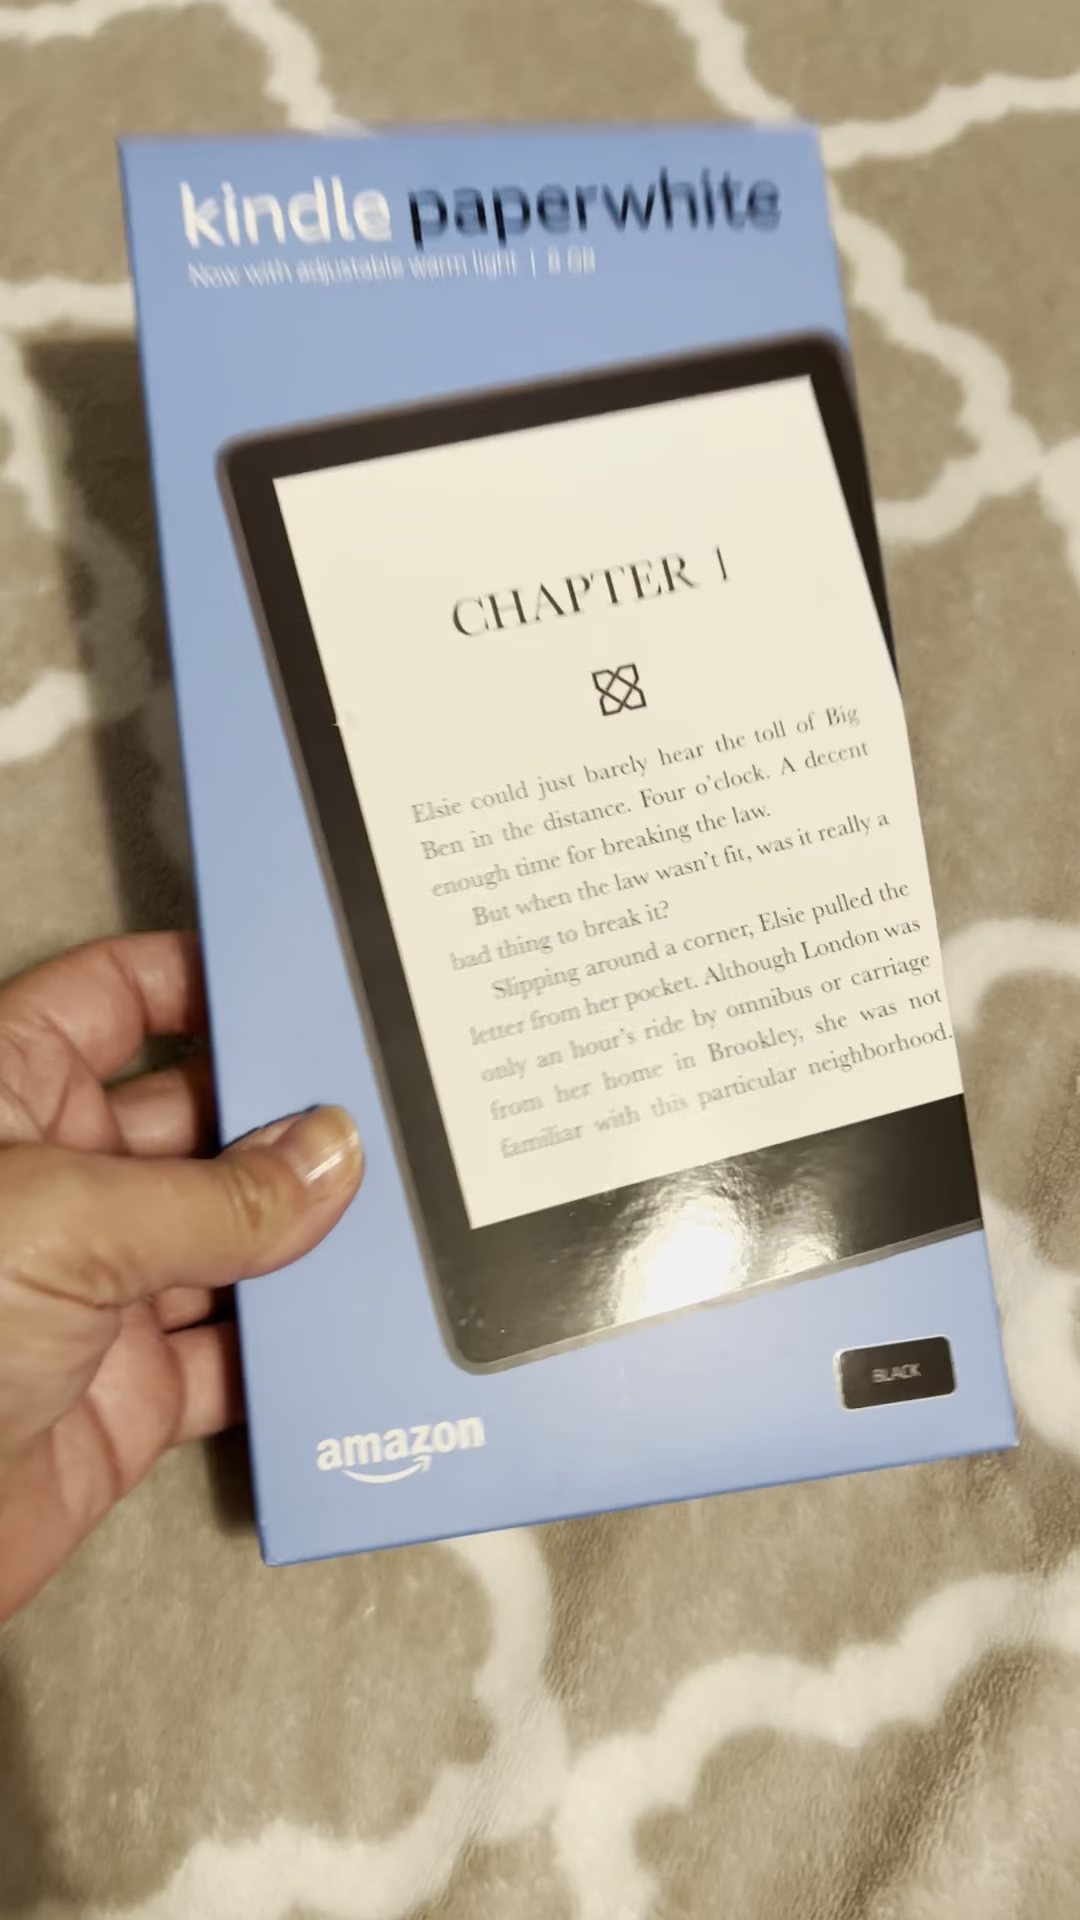 kindle paperwhite
Now with adjustable warm light | 8 GB
CHAPTER 1
Elsie could just barely hear the toll of Big
Ben in the distance. Four o'clock. A decent
enough time for breaking the law.
But when the law wasn't fit, was it really a
bad thing to break it?
Slipping around a corner, Elsie pulled the
letter from her pocket. Although London was
only an hour's ride by omnibus or carriage
from her home in Brookley, she was not
familiar with this particular neighborhood.
BLACK
amazon